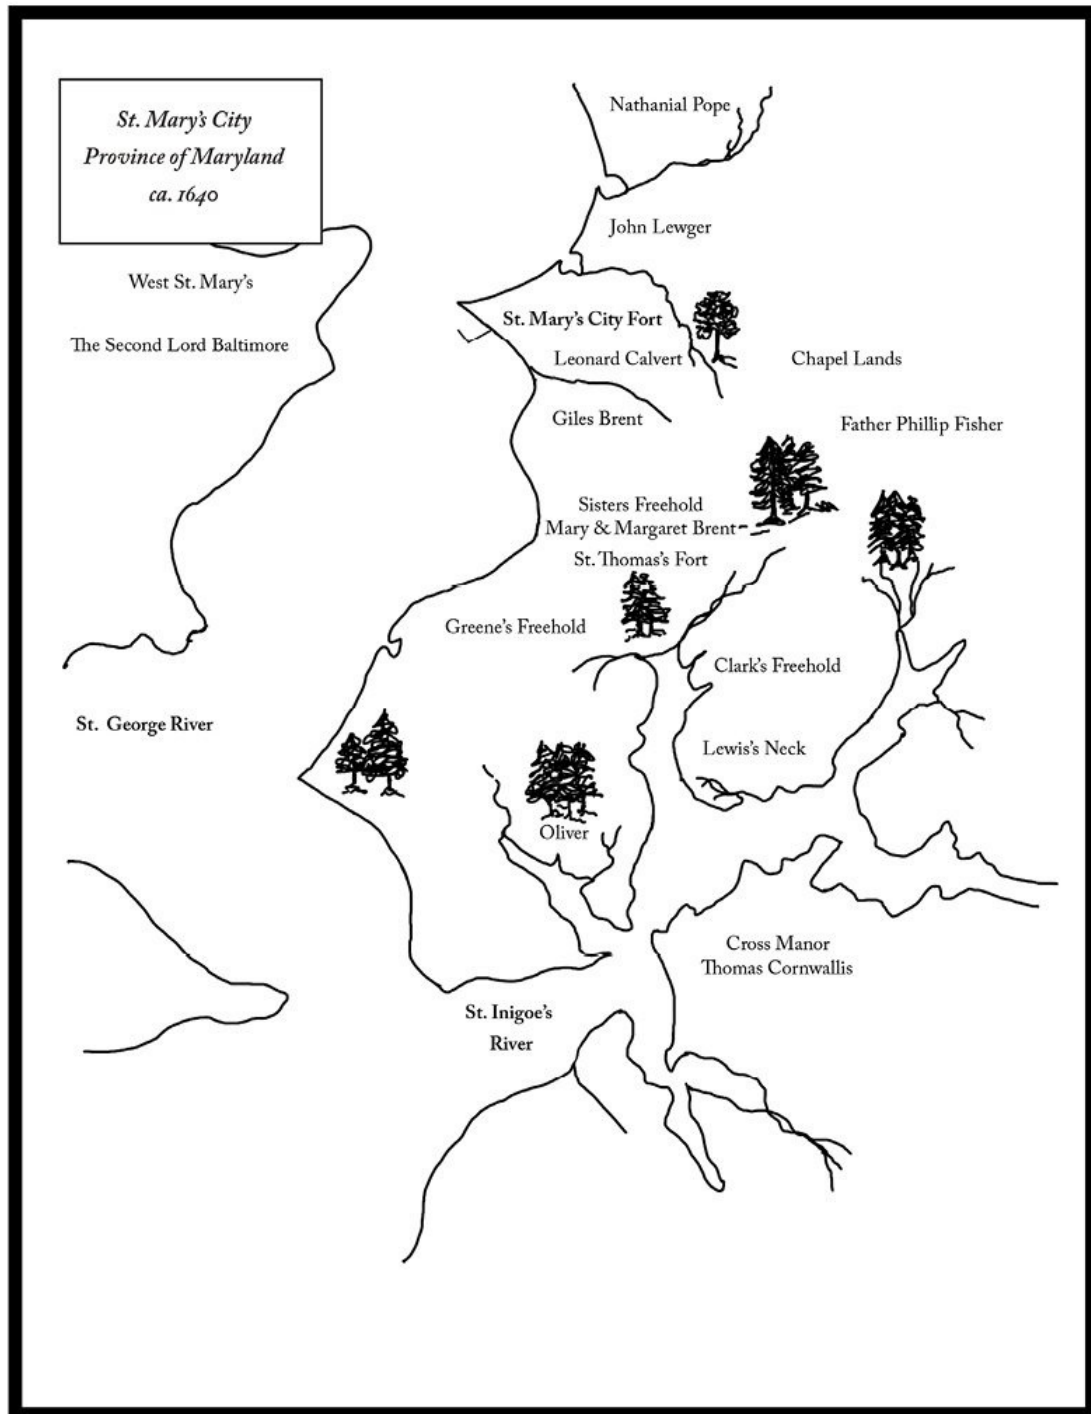 St. Mary's City
Province of Maryland
ca. 1640
Nathanial Pope
John Lewger
West St. Mary's
The Second Lord Baltimore
St. Mary's City Fort
Leonard Calvert
Chapel Lands
Giles Brent
Father Phillip Fisher
Sisters Freehold
Mary & Margaret Brent
St. Thomas's Fort
Greene's Freehold
Clark's Freehold
St. George River
Lewis's Neck
Oliver
Cross Manor
Thomas Cornwallis
St. Inigoe's
River